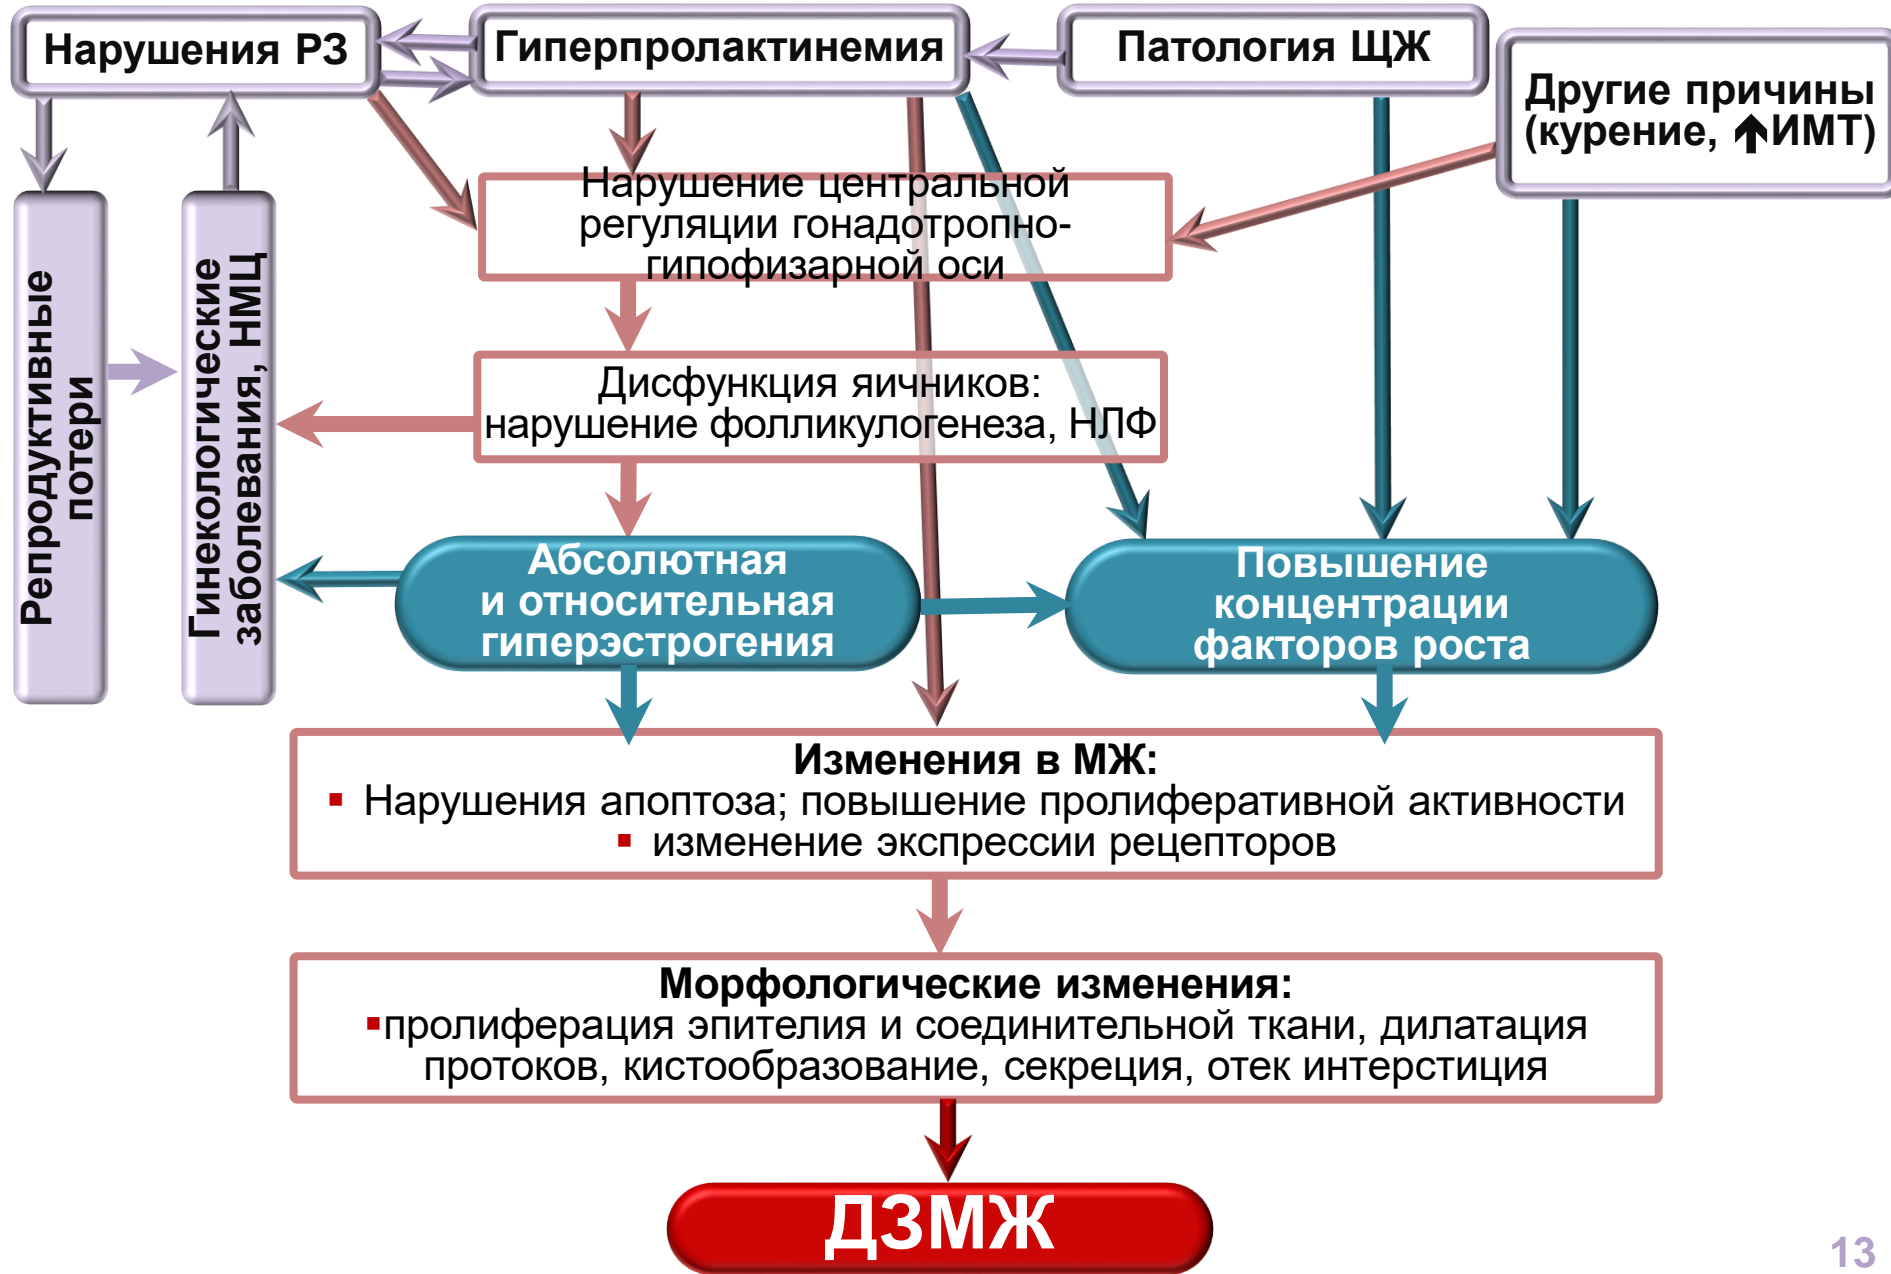 Нарушения РЗ
Гиперпролактинемия
Патология ЩЖ
Другие причины
(курение, 🡅ИМТ)
Нарушение центральной
регуляции гонадотропно-
гипофизарной оси
Репродуктивные
потери
Гинекологические
заболевания, НМЦ
Дисфункция яичников:
нарушение фолликулогенеза, НЛФ
Абсолютная
и относительная
гиперэстрогения
Повышение
концентрации
факторов роста
Изменения в МЖ:
▪ Нарушения апоптоза; повышение пролиферативной активности
▪ изменение экспрессии рецепторов
Морфологические изменения:
▪пролиферация эпителия и соединительной ткани, дилатация
протоков, кистообразование, секреция, отек интерстиция
ДЗМЖ
13